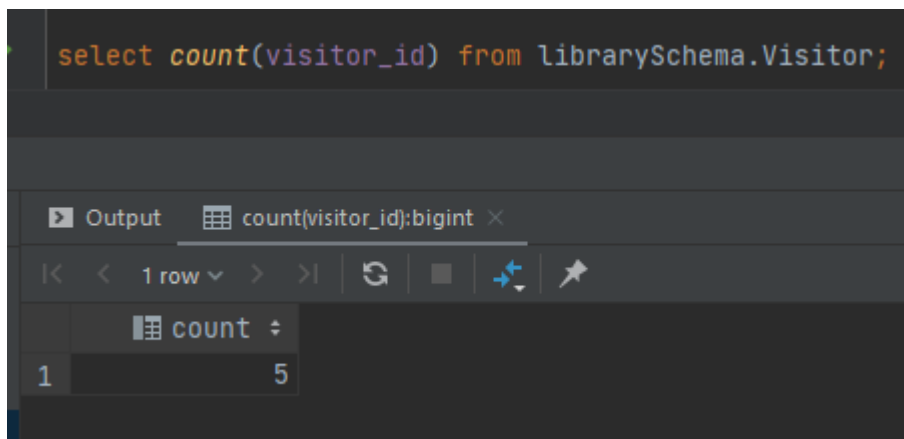 select count(visitor_id) from librarySchema.Visitor;
Output count(visitor_id):bigint
1 row
count
1 5